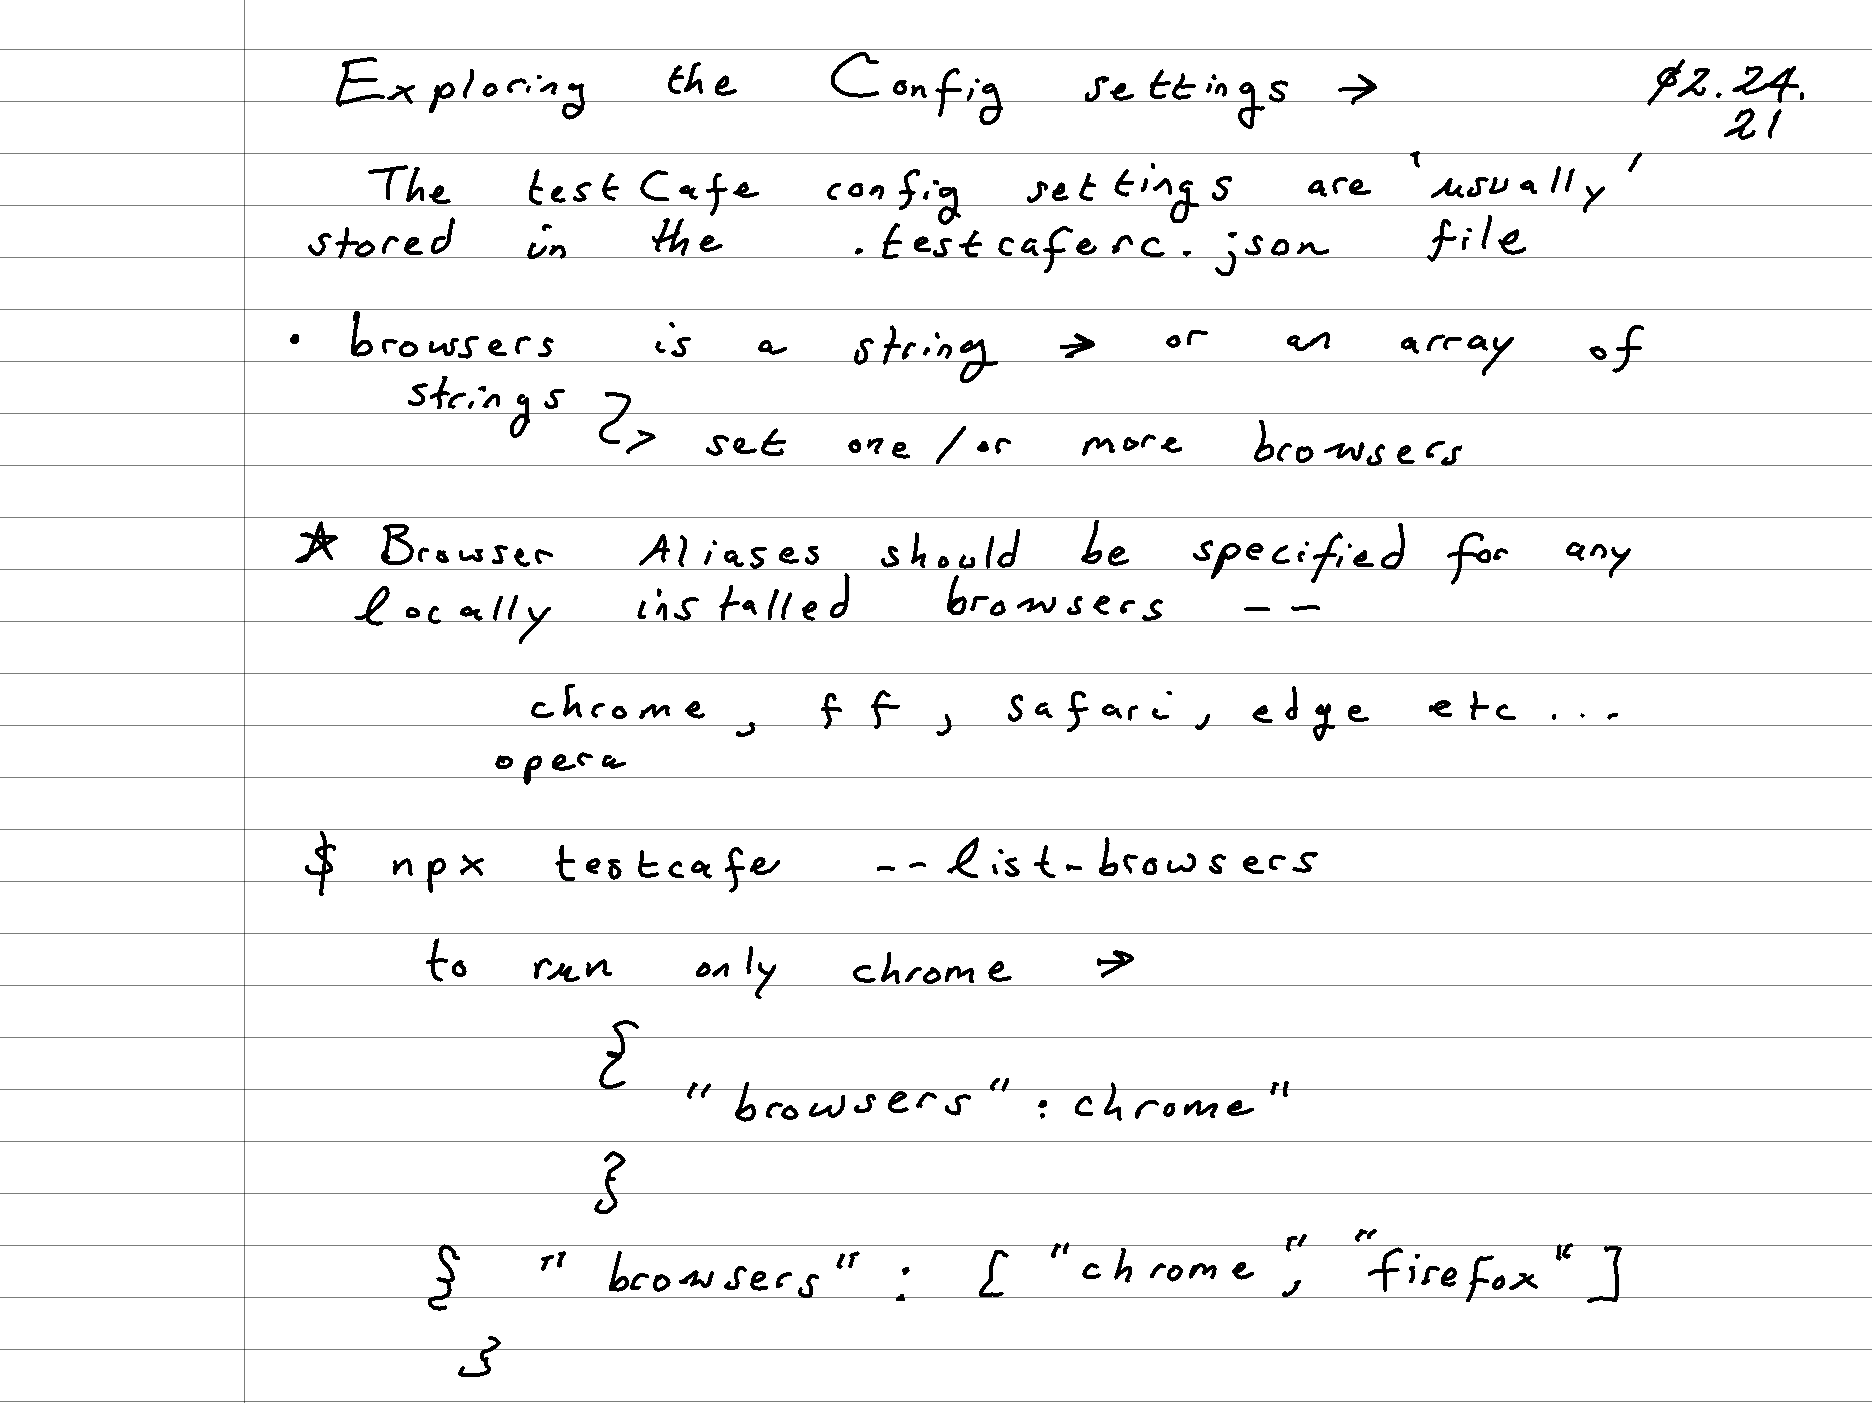 Exploring the Config settings → 02.24.
21
The testCafe config settings are 'usually'
stored in the .testcaferc.json file
• browsers is a string → or an array of
strings → set one/or more browsers
★ Browser Aliases should be specified for any
locally installed browsers --
chrome, ff, safari, edge etc...
opera
$ npx testcafe --list-browsers
to run only chrome →
{
"browsers" : chrome"
}
{ "browsers" : [ "chrome", "firefox" ]
}